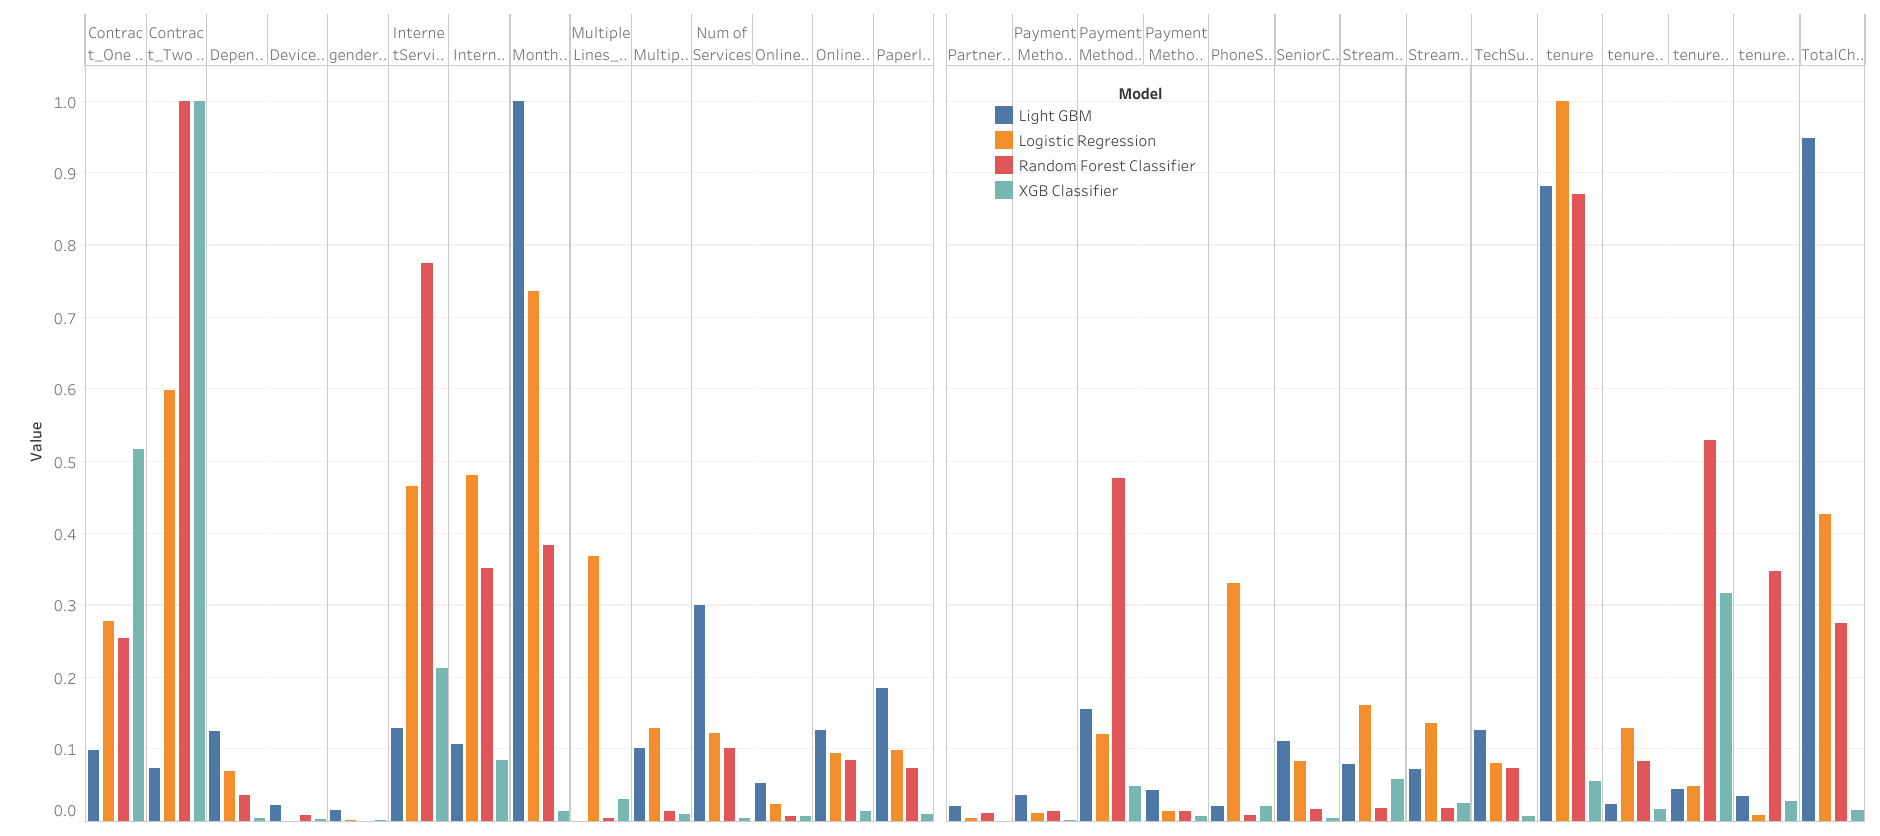 Contrac Contrac Interne Multiple Num of Payment Payment Payment
t_One .. t_Two .. Depen.. Device.. gender.. tServi.. Intern.. Month.. Lines_.. Multip.. Services Online.. Online.. Paperl.. Partner.. Metho.. Method.. Metho.. PhoneS.. SeniorC.. Stream.. Stream.. TechSu.. tenure tenure.. tenure.. tenure.. TotalCh..
Model
Light GBM
Logistic Regression
Random Forest Classifier
XGB Classifier
Value
1.0
0.9
0.8
0.7
0.6
0.5
0.4
0.3
0.2
0.1
0.0